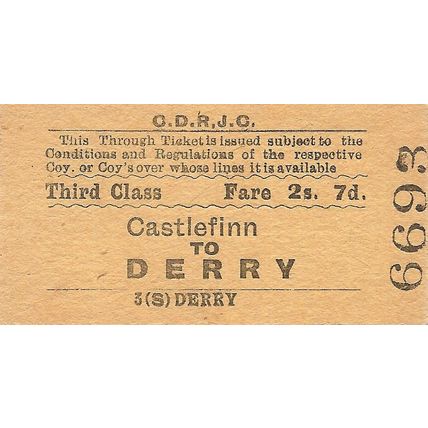 C.D.R.J.C.
This Through Ticket is issued subject to the
Conditions and Regulations of the respective
Coy. or Coy's over whose lines it is available
Third Class Fare 2s. 7d.
Castlefinn
TO
DERRY
3(S) DERRY
6693